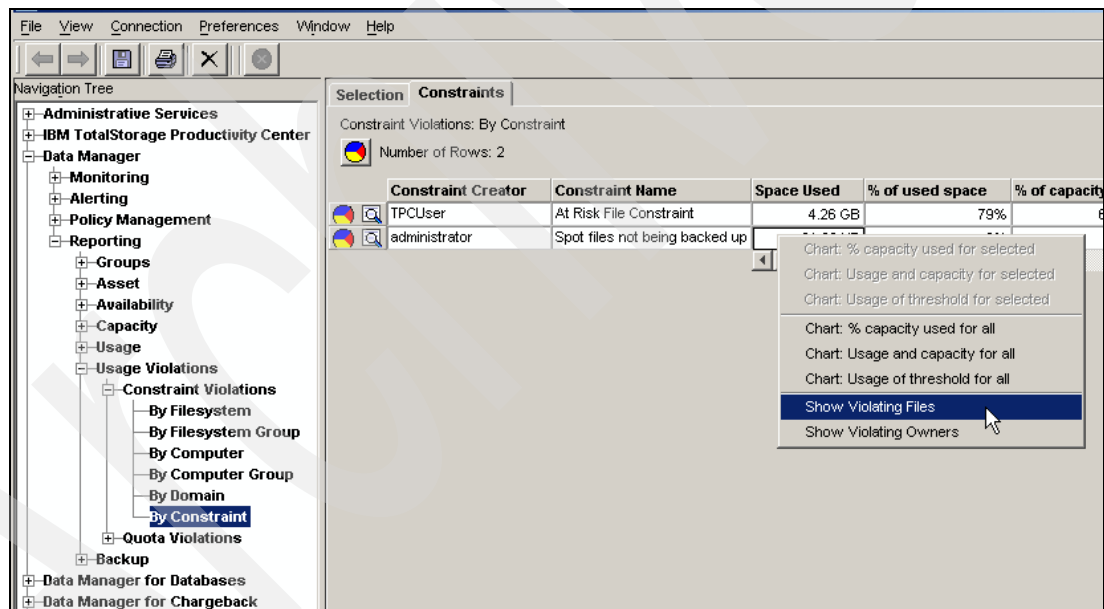 File View Connection Preferences Window Help
Navigation Tree
Administrative Services
IBM TotalStorage Productivity Center
Data Manager
Monitoring
Alerting
Policy Management
Reporting
Groups
Asset
Availability
Capacity
Usage
Usage Violations
Constraint Violations
By Filesystem
By Filesystem Group
By Computer
By Computer Group
By Domain
By Constraint
Quota Violations
Backup
Data Manager for Databases
Data Manager for Chargeback
Selection Constraints
Constraint Violations: By Constraint
Number of Rows: 2
Constraint Creator Constraint Name Space Used % of used space % of capacity
TPCUser At Risk File Constraint 4.26 GB 79%
administrator Spot files not being backed up
Chart: % capacity used for selected
Chart: Usage and capacity for selected
Chart: Usage of threshold for selected
Chart: % capacity used for all
Chart: Usage and capacity for all
Chart: Usage of threshold for all
Show Violating Files
Show Violating Owners